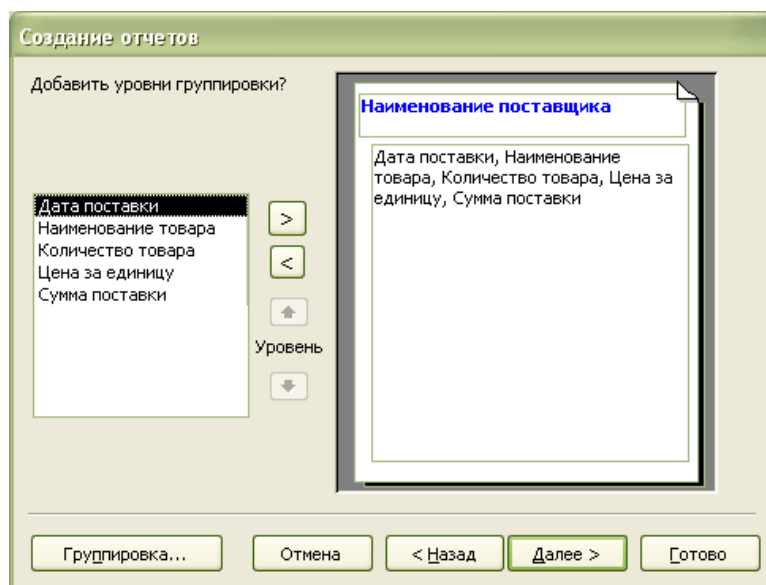 Создание отчетов
Добавить уровни группировки?
Дата поставки
Наименование товара
Количество товара
Цена за единицу
Сумма поставки
>
<
Уровень
Наименование поставщика
Дата поставки, Наименование
товара, Количество товара, Цена за
единицу, Сумма поставки
Группировка...
Отмена
< Назад
Далее >
Готово